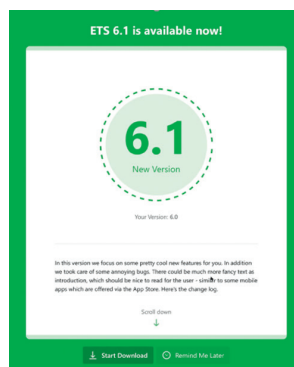 ETS 6.1 is available now!
6.1
New Version
Your Version: 6.0
In this version we focus on some pretty cool new features for you. In addition
we took care of some annoying bugs. There could be much more fancy text as
introduction, which should be nice to read for the user - similar to some mobile
apps which are offered via the App Store. Here's the change log.
Scroll down
Start Download
Remind Me Later